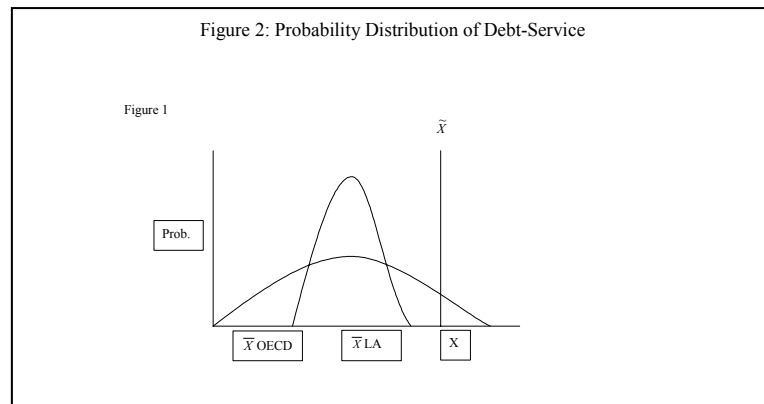 Figure 2: Probability Distribution of Debt-Service
Figure 1
X̃
Prob.
X̅ OECD
X̅ LA
X